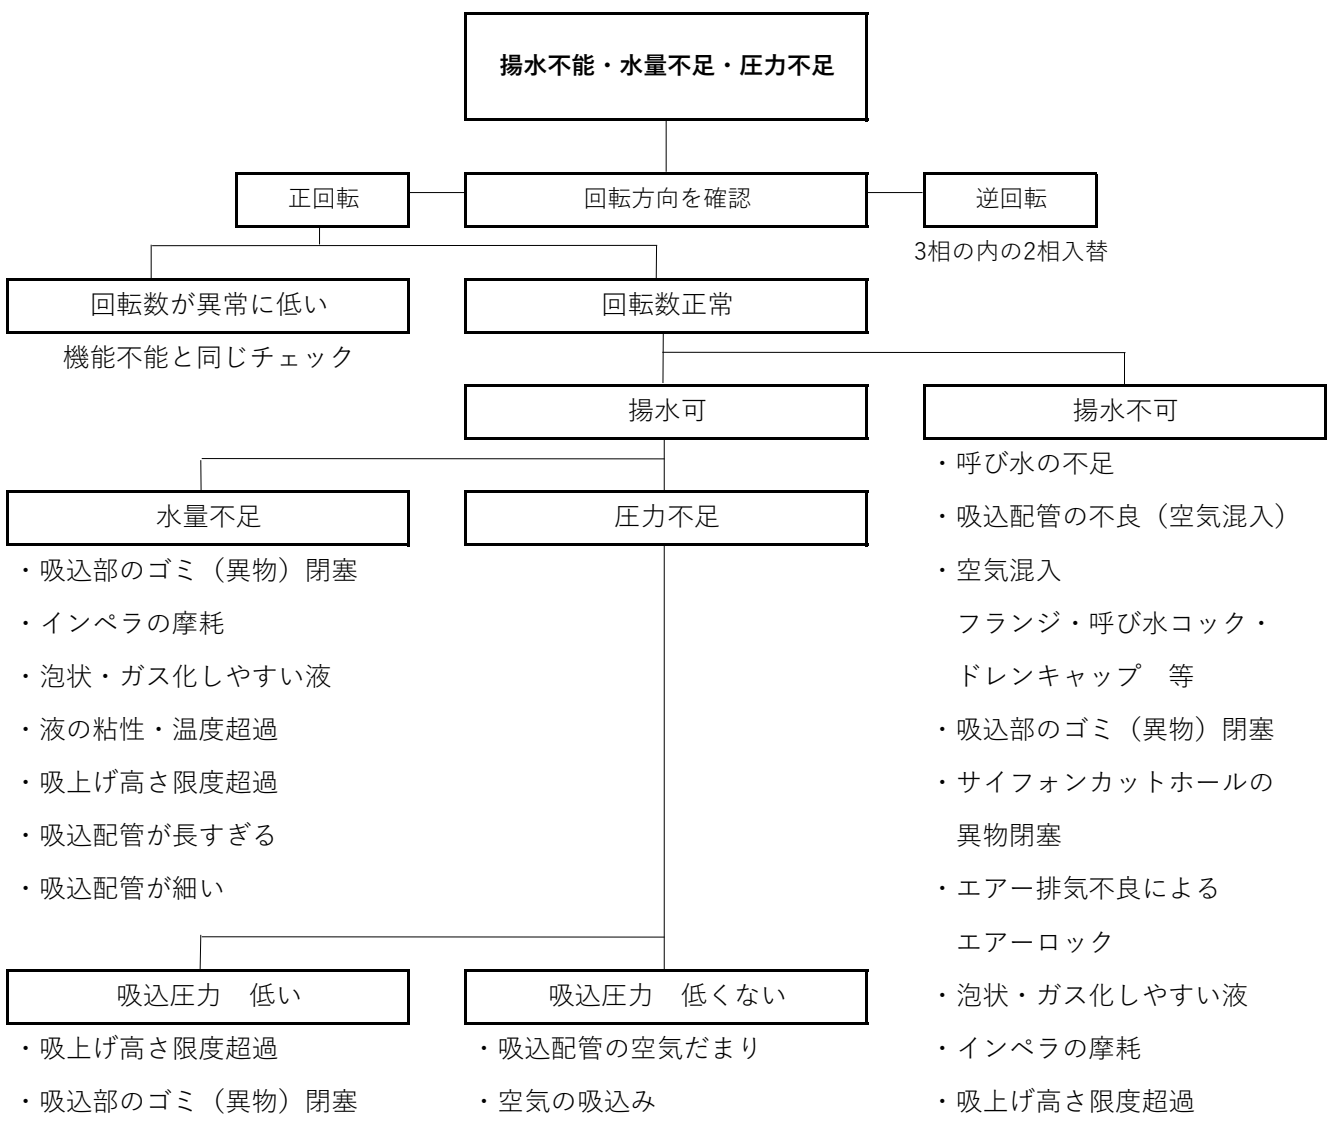 揚水不能・水量不足・圧力不足
正回転
回転方向を確認
逆回転
3相の内の2相入替
回転数が異常に低い
回転数正常
機能不能と同じチェック
揚水可
揚水不可
・呼び水の不足
・吸込配管の不良（空気混入）
・空気混入
フランジ・呼び水コック・
ドレンキャップ　等
・吸込部のゴミ（異物）閉塞
・サイフォンカットホールの
異物閉塞
・エアー排気不良による
エアーロック
・泡状・ガス化しやすい液
・インペラの摩耗
・吸上げ高さ限度超過
水量不足
・吸込部のゴミ（異物）閉塞
・インペラの摩耗
・泡状・ガス化しやすい液
・液の粘性・温度超過
・吸上げ高さ限度超過
・吸込配管が長すぎる
・吸込配管が細い
圧力不足
吸込圧力　低い
・吸上げ高さ限度超過
・吸込部のゴミ（異物）閉塞
吸込圧力　低くない
・吸込配管の空気だまり
・空気の吸込み